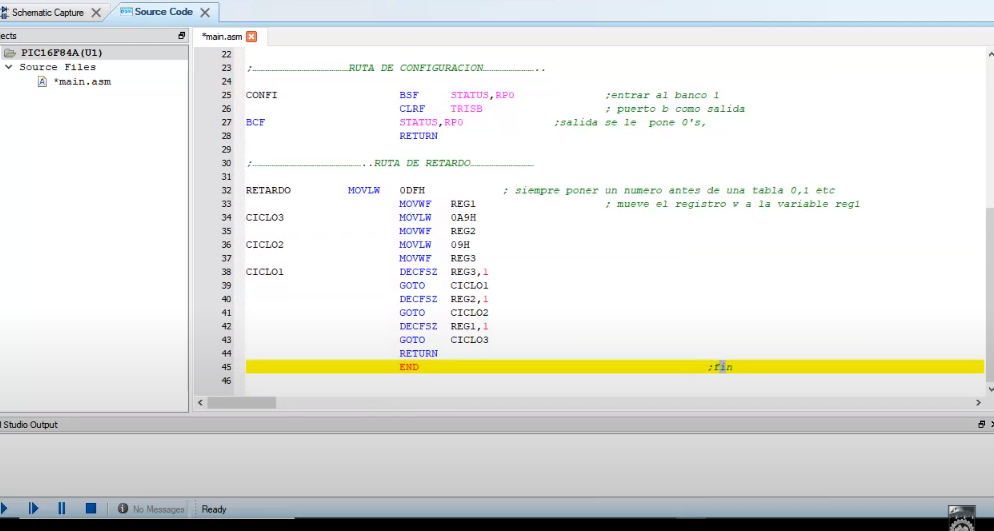 Schematic Capture Source Code
ects
*main.asm
PIC16F84A(U1)
Source Files
*main.asm
22
23 ;……………………………………RUTA DE CONFIGURACION……………………..
24
25 CONFI BSF STATUS,RP0 ;entrar al banco 1
26 CLRF TRISB ; puerto b como salida
27 BCF STATUS,RP0 ;salida se le pone 0's,
28 RETURN
29
30 ;…………………………………………..RUTA DE RETARDO…………………………
31
32 RETARDO MOVLW 0DFH ; siempre poner un numero antes de una tabla 0,1 etc
33 MOVWF REG1 ; mueve el registro v a la variable reg1
34 CICLO3 MOVLW 0A9H
35 MOVWF REG2
36 CICLO2 MOVLW 09H
37 MOVWF REG3
38 CICLO1 DECFSZ REG3,1
39 GOTO CICLO1
40 DECFSZ REG2,1
41 GOTO CICLO2
42 DECFSZ REG1,1
43 GOTO CICLO3
44 RETURN
45 END ;fin
46
Studio Output
No Messages Ready